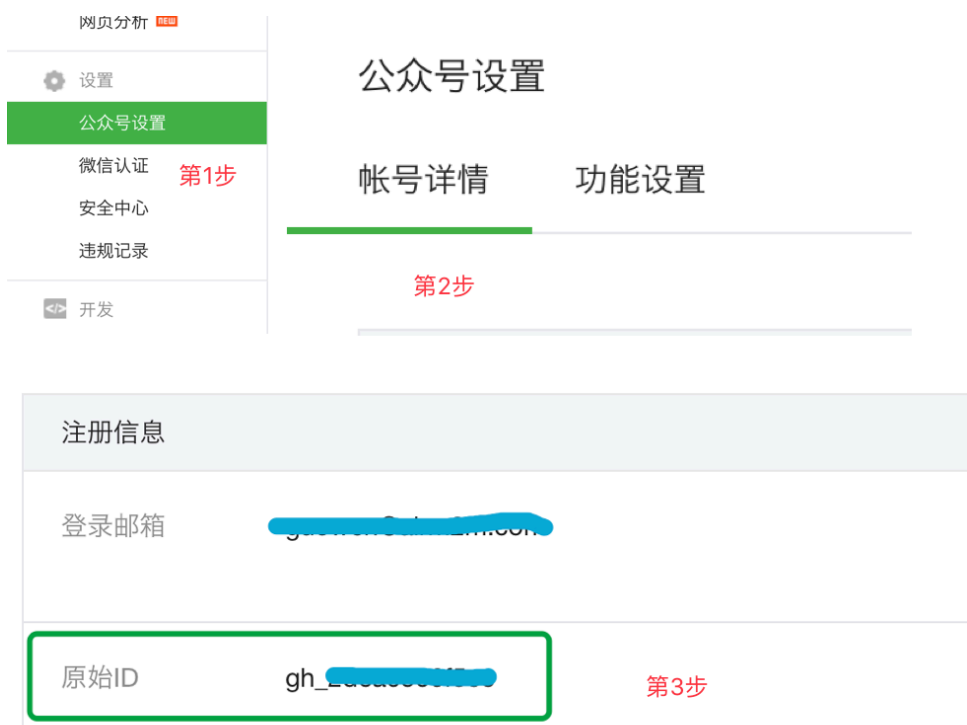 网页分析 NEW
设置
公众号设置
微信认证
第1步
安全中心
违规记录
</> 开发
公众号设置
帐号详情 功能设置
第2步
注册信息
登录邮箱
原始ID gh_
第3步